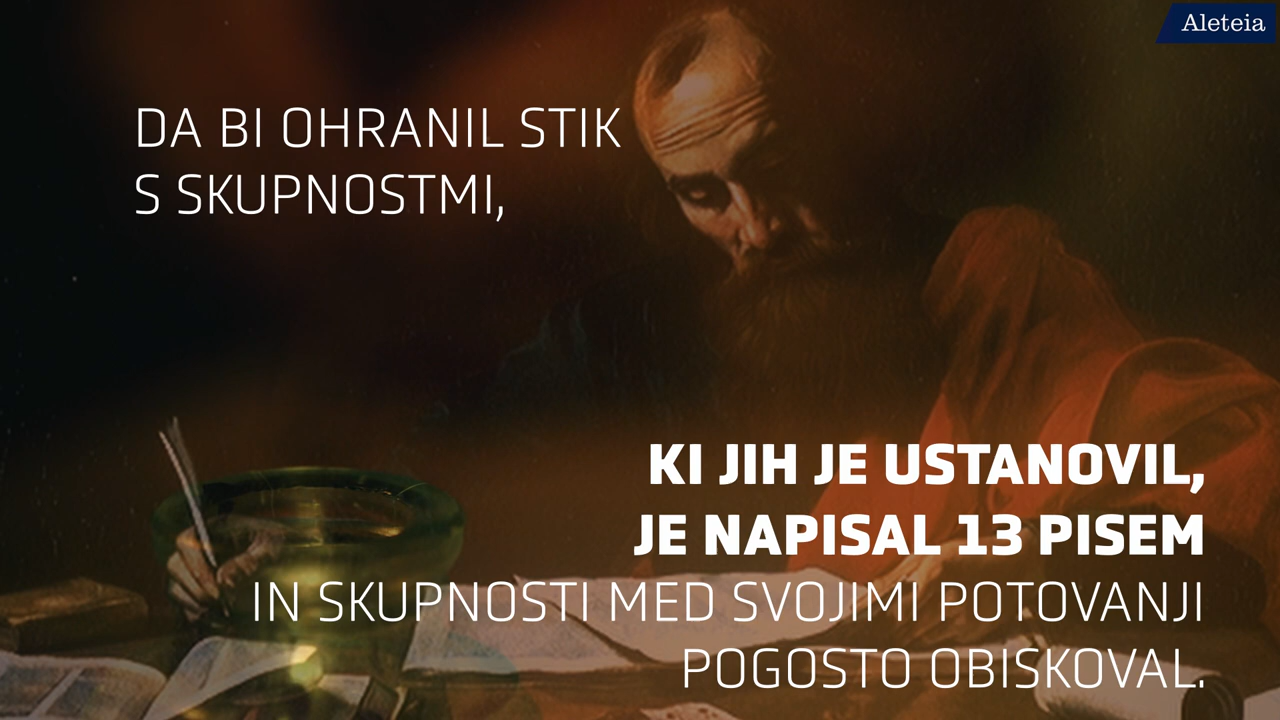 Aleteia
DA BI OHRANIL STIK
S SKUPNOSTMI,
KI JIH JE USTANOVIL,
JE NAPISAL 13 PISEM
IN SKUPNOSTI MED SVOJIMI POTOVANJI
POGOSTO OBISKOVAL.